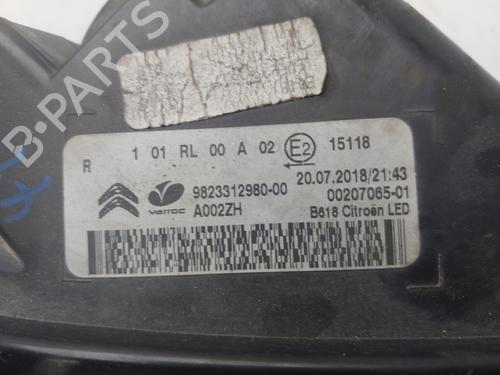 R 1 01 RL 00 A 02 E2 15118
varroc 9823312980-00 20.07.2018/21:43
A002ZH 00207065-01
B618 Citroën LED
B-PARTS